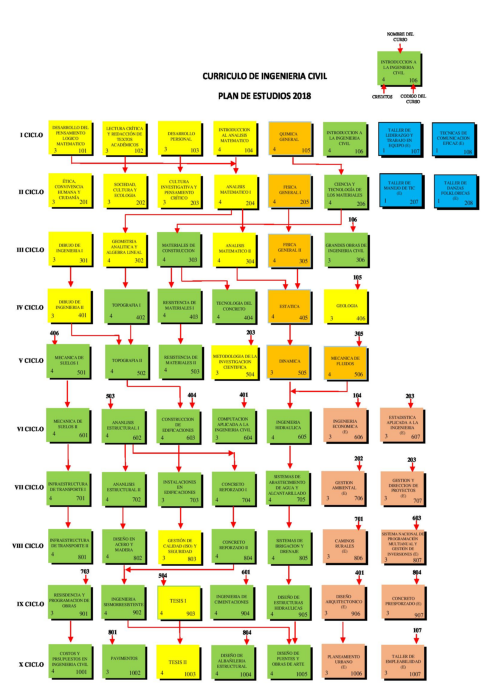 NOMBRE DEL
CURSO
INTRODUCCION A
LA INGENIERIA
CIVIL
4 106
CREDITOS CODIGO DEL
CURSO
CURRICULO DE INGENIERIA CIVIL
PLAN DE ESTUDIOS 2018
I CICLO
DESARROLLO DEL
PENSAMIENTO
LOGICO
MATEMATICO
3 101
LECTURA CRÍTICA
Y REDACCIÓN DE
TEXTOS
ACADÉMICOS
3 102
DESARROLLO
PERSONAL
3 103
INTRODUCCION
AL ANALISIS
MATEMATICO
4 104
QUIMICA
GENERAL
4 105
INTRODUCCION A
LA INGENIERIA
CIVIL
4 106
TALLER DE
LIDERAZGO Y
TRABAJO EN
EQUIPO (E)
1 107
TECNICAS DE
COMUNICACION
EFICAZ (E)
1 108
II CICLO
ÉTICA,
CONVIVENCIA
HUMANA Y
CIUDADANÍA
3 201
SOCIEDAD,
CULTURA Y
ECOLOGIA
3 202
CULTURA
INVESTIGATIVA Y
PENSAMIENTO
CRÍTICO
3 203
ANALISIS
MATEMATICO I
4 204
FISICA
GENERAL I
4 205
CIENCIA Y
TECNOLOGÍA DE
LOS MATERIALES
4 206
TALLER DE
MANEJO DE TIC (E)
1 207
TALLER DE
DANZAS
FOLKLORICAS
(E)
1 208
106
III CICLO
DIBUJO DE
INGENIERIA I
3 301
GEOMETRIA
ANALITICA Y
ALGEBRA LINEAL
4 302
MATERIALES DE
CONSTRUCCION
4 303
ANALISIS
MATEMATICO II
4 304
FISICA
GENERAL II
4 305
GRANDES OBRAS DE
INGENIERIA CIVIL
3 306
105
IV CICLO
DIBUJO DE
INGENIERIA II
3 401
TOPOGRAFIA I
4 402
RESISTENCIA DE
MATERIALES I
4 403
TECNOLOGIA DEL
CONCRETO
4 404
ESTATICA
4 405
GEOLOGIA
3 406
406 203 305
V CICLO
MECANICA DE
SUELOS I
4 501
TOPOGRAFIA II
4 502
RESISTENCIA DE
MATERIALES II
4 503
METODOLOGIA DE LA
INVESTIGACION
CIENTIFICA
3 504
DINAMICA
3 505
MECANICA DE
FLUIDOS
4 506
503 404 401 104 203
VI CICLO
MECANICA DE
SUELOS II
4 601
ANALISIS
ESTRUCTURAL I
4 602
CONSTRUCCION
DE
EDIFICACIONES
4 603
COMPUTACION
APLICADA A LA
INGENIERIA CIVIL
3 604
INGENIERIA
HIDRAULICA
4 605
INGENIERIA
ECONOMICA
(E)
3 606
ESTADISTICA
APLICADA A LA
INGENIERIA
(E)
3 607
202 203
VII CICLO
INFRAESTRUCTURA
DE TRANSPORTE I
4 701
ANALISIS
ESTRUCTURAL II
4 702
INSTALACIONES
EN
EDIFICACIONES
3 703
CONCRETO
REFORZADO I
4 704
SISTEMAS DE
ABASTECIMIENTO
DE AGUA Y
ALCANTARILLADO
4 705
GESTION
AMBIENTAL
(E)
3 706
GESTION Y
DIRECCION DE
PROYECTOS
(E)
3 707
701 603
VIII CICLO
INFRAESTRUCTURA
DE TRANSPORTE II
4 801
DISEÑO EN
ACERO Y
MADERA
4 802
GESTIÓN DE
CALIDAD (ISO) Y
SEGURIDAD
3 803
CONCRETO
REFORZADO II
4 804
SISTEMAS DE
IRRIGACION Y
DRENAJE
4 805
CAMINOS
RURALES
(E)
3 806
SISTEMA NACIONAL DE
PROGRAMACIÓN
MULTIANUAL Y
GESTIÓN DE
INVERSIONES (E)
3 807
703 504 601 401 804
IX CICLO
RESIDENCIA Y
PROGRAMACION DE
OBRAS
3 901
INGENIERIA
SISMORRESISTENTE
4 902
TESIS I
4 903
INGENIERIA DE
CIMENTACIONES
4 904
DISEÑO DE
ESTRUCTURAS
HIDRAULICAS
4 905
DISEÑO
ARQUITECTONICO I
(E)
3 906
CONCRETO
PREFORZADO (E)
3 907
801 804 107
X CICLO
COSTOS Y
PRESUPUESTOS EN
INGENIERIA CIVIL
4 1001
PAVIMENTOS
3 1002
TESIS II
4 1003
DISEÑO DE
ALBAÑILERIA
ESTRUCTURAL
4 1004
DISEÑO DE
PUENTES Y
OBRAS DE ARTE
4 1005
PLANEAMIENTO
URBANO
(E)
3 1006
TALLER DE
EMPLEABILIDAD
(E)
3 1007